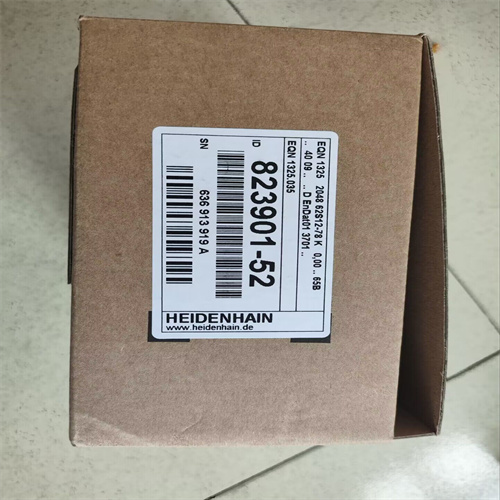 EQN 1325 2048 62S12-78 K 0,00 .. 65B
.. 40 09 .. .. D EnDat01 3701 ..
EQN 1325.035
ID 823901-52
SN 636 913 919 A
HEIDENHAIN
www.heidenhain.de